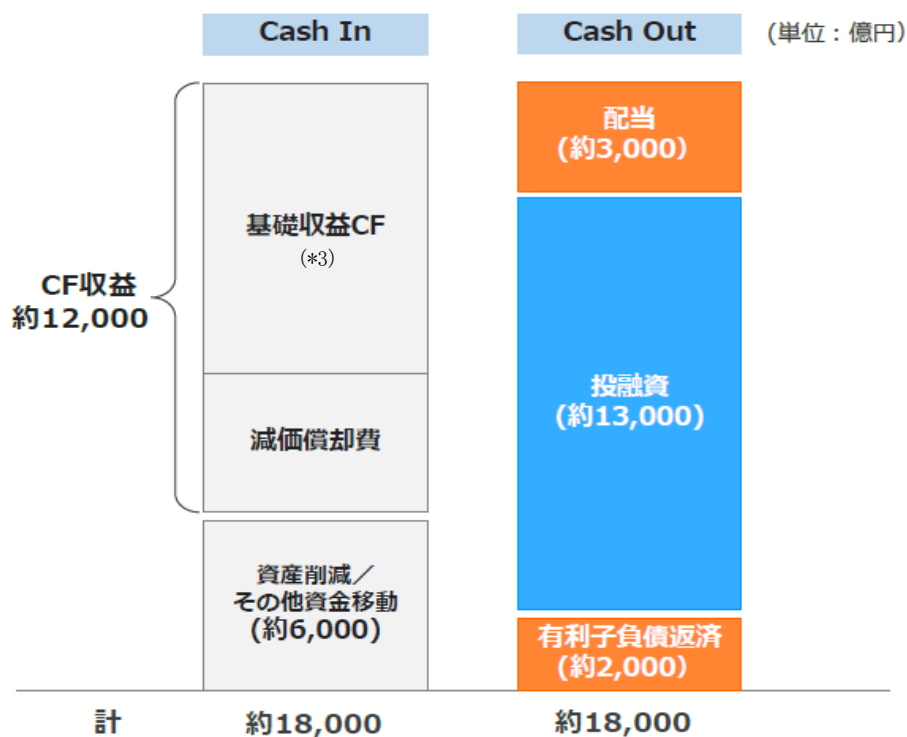 Cash In
Cash Out
(単位：億円)
配当
(約3,000)
基礎収益CF
(*3)
CF収益
約12,000
投融資
(約13,000)
減価償却費
資産削減／
その他資金移動
(約6,000)
有利子負債返済
(約2,000)
計
約18,000
約18,000